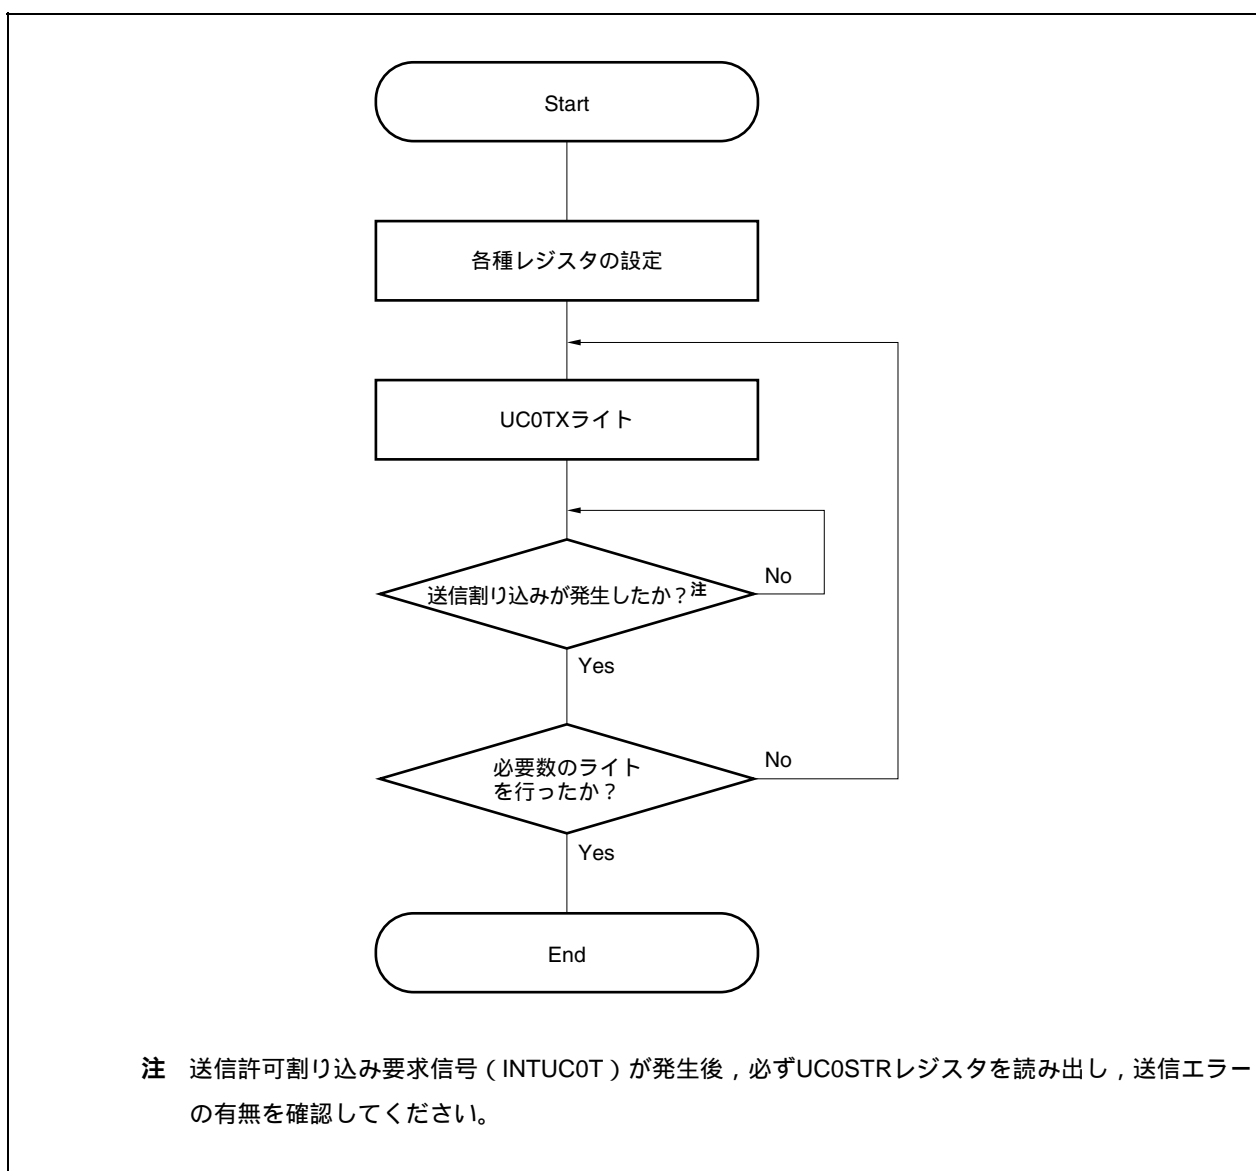 Start
各種レジスタの設定
UC0TXライト
送信割り込みが発生したか？注
No
Yes
必要数のライト
を行ったか？
No
Yes
End
注 送信許可割り込み要求信号（INTUC0T）が発生後，必ずUC0STRレジスタを読み出し，送信エラー
の有無を確認してください。